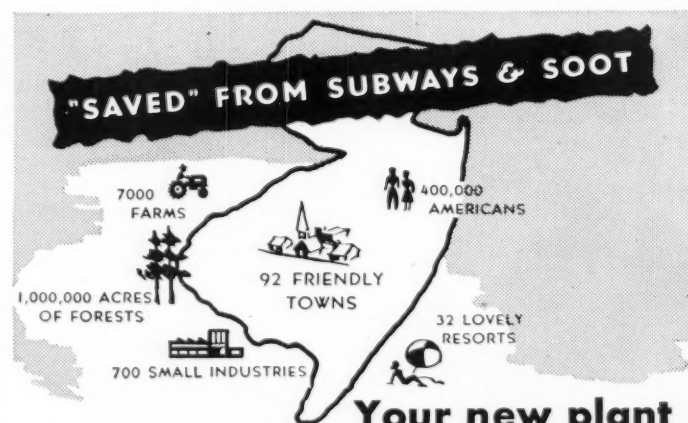 "SAVED" FROM SUBWAYS & SOOT
7000
FARMS
400,000
AMERICANS
92 FRIENDLY
TOWNS
1,000,000 ACRES
OF FORESTS
32 LOVELY
RESORTS
700 SMALL INDUSTRIES
Your new plant